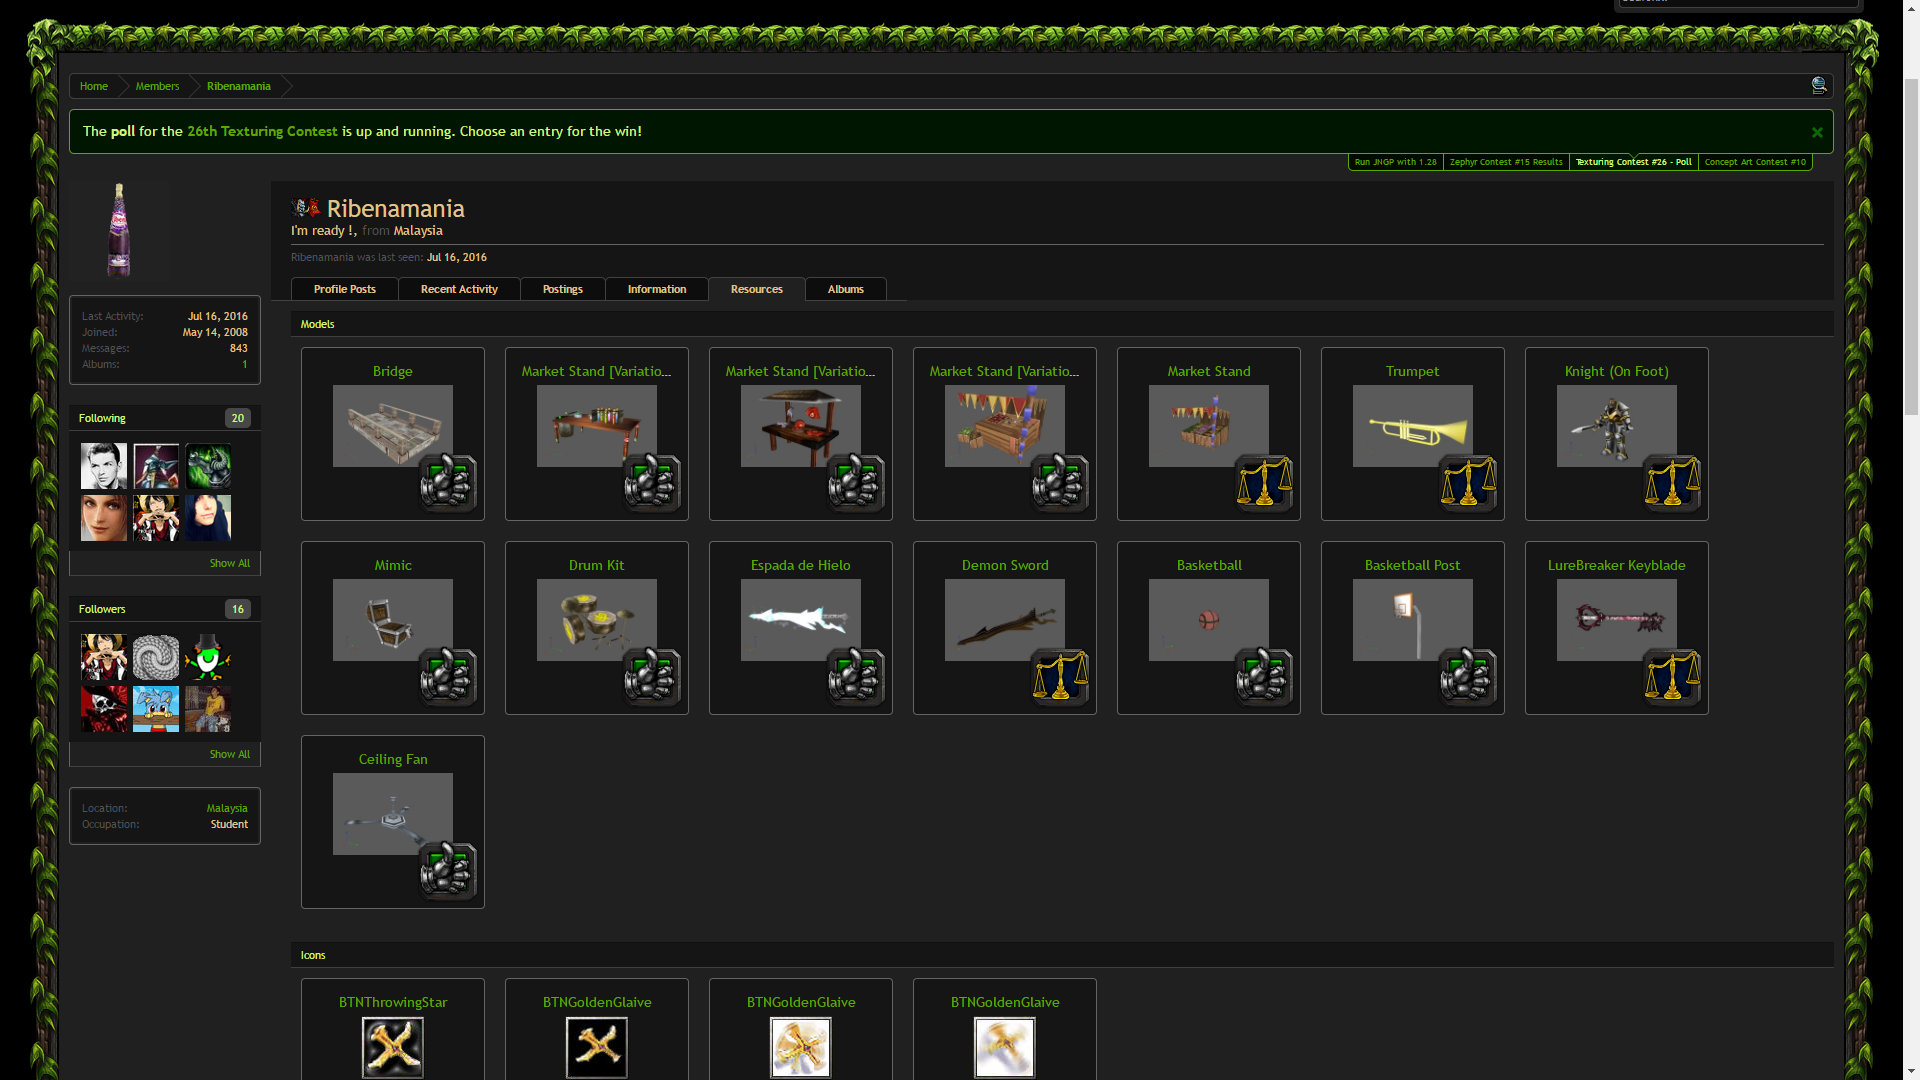 Home
Members
Ribenamania
The poll for the 26th Texturing Contest is up and running. Choose an entry for the win!
Run JNGP with 1.28
Zephyr Contest #15 Results
Texturing Contest #26 - Poll
Concept Art Contest #10
Ribenamania
I'm ready !, from Malaysia
Ribenamania was last seen: Jul 16, 2016
Profile Posts
Recent Activity
Postings
Information
Resources
Albums
Last Activity: Jul 16, 2016
Joined: May 14, 2008
Messages: 843
Albums: 1
Following 20
Show All
Followers 16
Show All
Location: Malaysia
Occupation: Student
Models
Bridge
Market Stand [Variatio...
Market Stand [Variatio...
Market Stand [Variatio...
Market Stand
Trumpet
Knight (On Foot)
Mimic
Drum Kit
Espada de Hielo
Demon Sword
Basketball
Basketball Post
LureBreaker Keyblade
Ceiling Fan
Icons
BTNThrowingStar
BTNGoldenGlaive
BTNGoldenGlaive
BTNGoldenGlaive